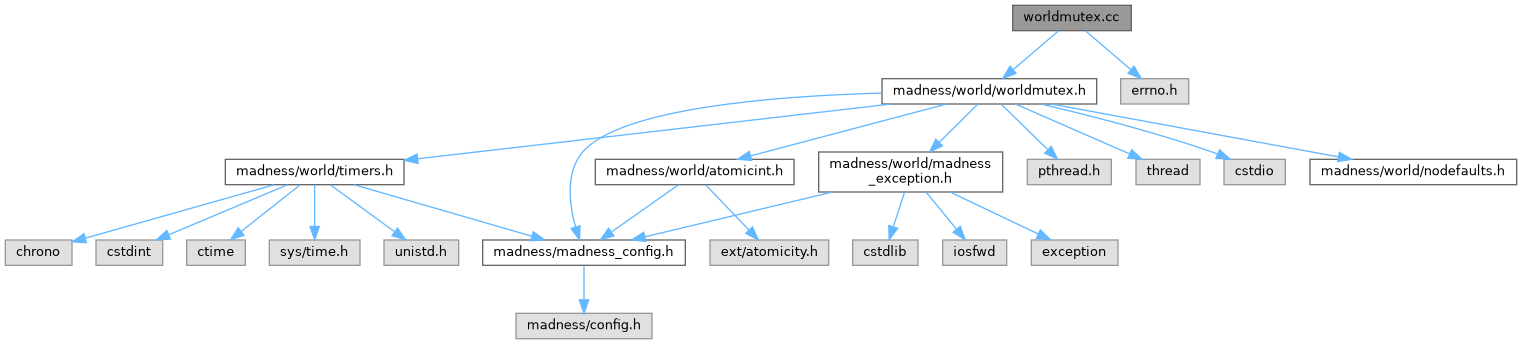 worldmutex.cc
madness/world/worldmutex.h
errno.h
madness/world/timers.h
madness/world/atomicint.h
madness/world/madness
_exception.h
pthread.h
thread
cstdio
madness/world/nodefaults.h
chrono
cstdint
ctime
sys/time.h
unistd.h
madness/madness_config.h
ext/atomicity.h
cstdlib
iosfwd
exception
madness/config.h